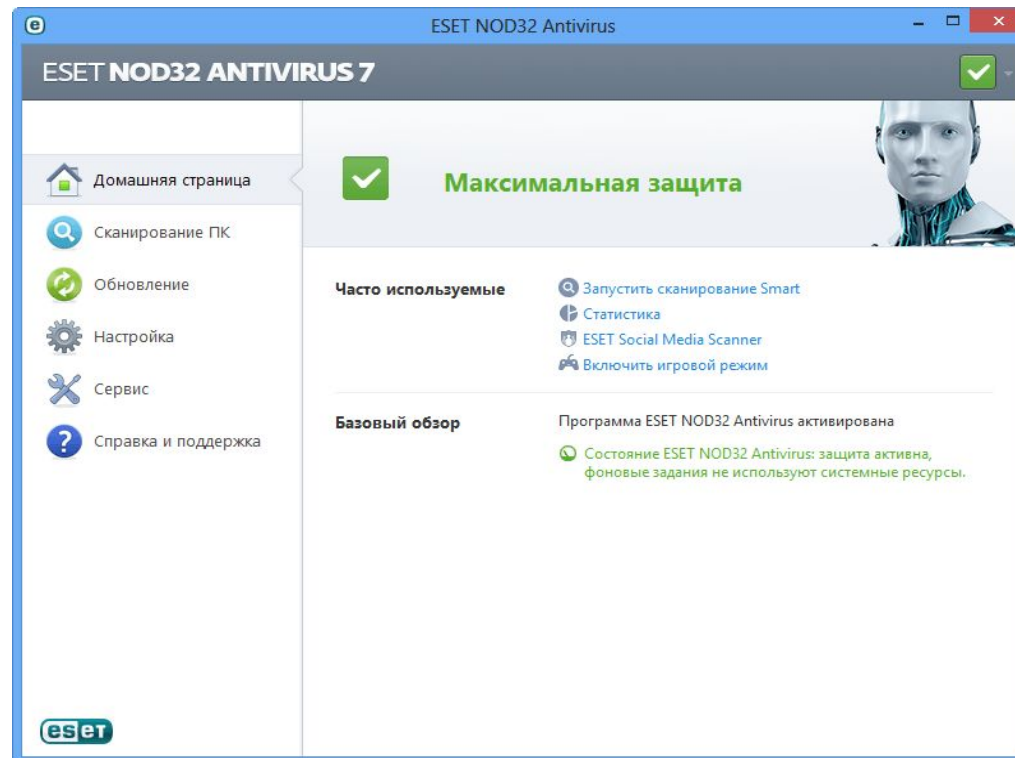 ESET NOD32 Antivirus
ESET NOD32 ANTIVIRUS 7
Домашняя страница
Сканирование ПК
Обновление
Настройка
Сервис
Справка и поддержка
Максимальная защита
Часто используемые
Запустить сканирование Smart
Статистика
ESET Social Media Scanner
Включить игровой режим
Базовый обзор
Программа ESET NOD32 Antivirus активирована
Состояние ESET NOD32 Antivirus: защита активна,
фоновые задания не используют системные ресурсы.
eseT